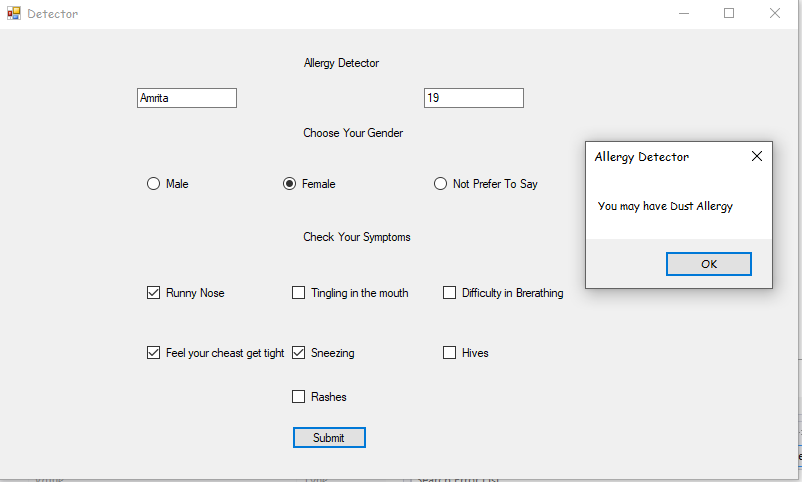 Detector
Allergy Detector
Amrita 19
Choose Your Gender
Allergy Detector
Male Female Not Prefer To Say
You may have Dust Allergy
Check Your Symptoms
OK
Runny Nose Tingling in the mouth Difficulty in Brerathing
Feel your cheast get tight Sneezing Hives
Rashes
Submit